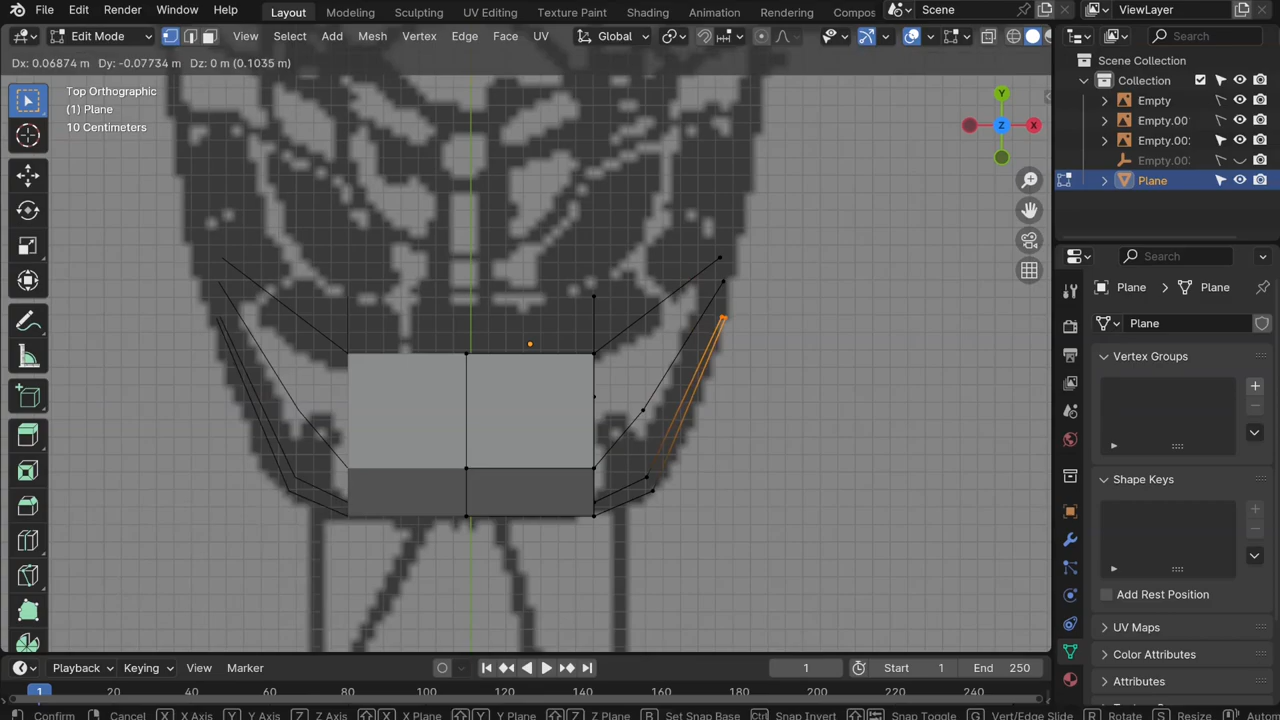 File Edit Render Window Help Layout Modeling Sculpting UV Editing Texture Paint Shading Animation Rendering Compos Scene ViewLayer
Edit Mode View Select Add Mesh Vertex Edge Face UV Global Search
Dx: 0.06874 m Dy: -0.07734 m Dz: 0 m (0.1035 m)
Scene Collection
Top Orthographic
(1) Plane
10 Centimeters
Y
Z
X
Collection
Empty
Empty.00
Empty.00
Empty.00
Plane
Search
Plane Plane
Plane
Vertex Groups
Shape Keys
Add Rest Position
UV Maps
Color Attributes
Attributes
Playback Keying View Marker 1 Start 1 End 250
1 20 40 60 80 100 120 140 160 180 200 220 240
Confirm Cancel X X Axis Y Y Axis Z Z Axis X X Plane Y Y Plane Z Z Plane B Set Snap Base Ctrl Snap Invert Snap Toggle G Vert/Edge Slide R Rotate S Resize Adjust